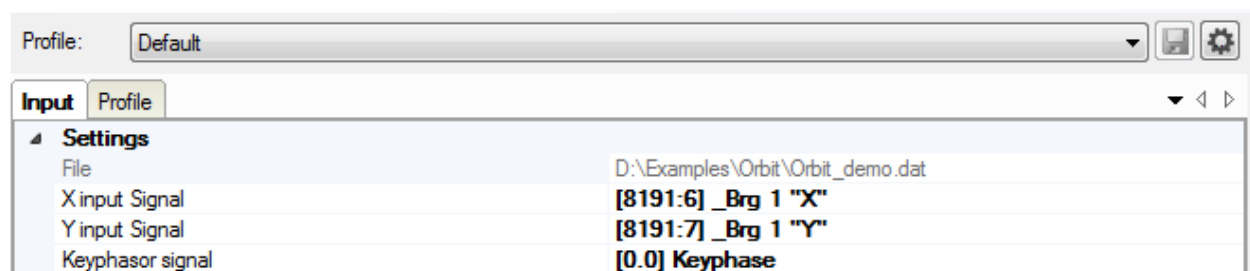 Profile: Default
Input Profile
Settings
File D:\Examples\Orbit\Orbit_demo.dat
X input Signal [8191:6] _Brg 1 "X"
Y input Signal [8191:7] _Brg 1 "Y"
Keyphasor signal [0.0] Keyphase